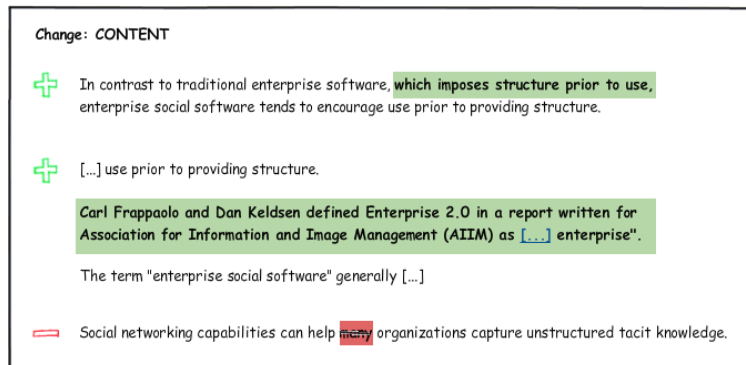 Change: CONTENT
In contrast to traditional enterprise software, which imposes structure prior to use,
enterprise social software tends to encourage use prior to providing structure.
[...] use prior to providing structure.
Carl Frappaolo and Dan Keldsen defined Enterprise 2.0 in a report written for
Association for Information and Image Management (AIIM) as [...] enterprise".
The term "enterprise social software" generally [...]
Social networking capabilities can help many organizations capture unstructured tacit knowledge.